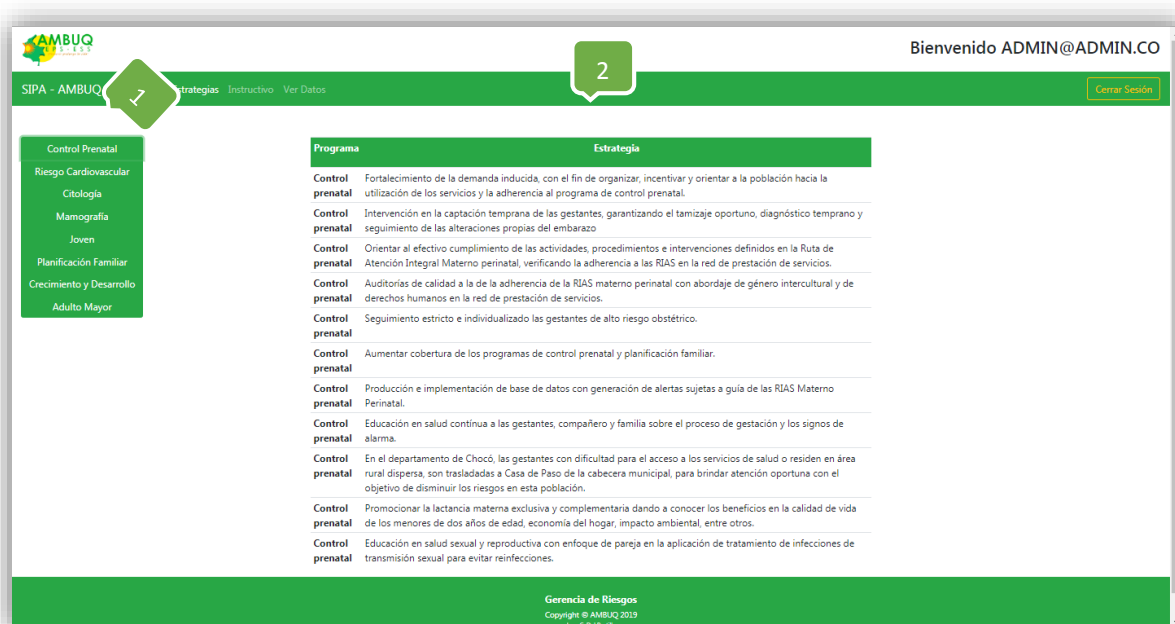 AMBUQ
EPS-ESS
Bienvenido ADMIN@ADMIN.CO
1
2
SIPA - AMBUQ
Estrategias Instructivo Ver Datos
Cerrar Sesión
Control Prenatal
Riesgo Cardiovascular
Citología
Mamografía
Joven
Planificación Familiar
Crecimiento y Desarrollo
Adulto Mayor
Programa Estrategia
Control Fortalecimiento de la demanda inducida, con el fin de organizar, incentivar y orientar a la población hacia la
prenatal utilización de los servicios y la adherencia al programa de control prenatal.
Control Intervención en la captación temprana de las gestantes, garantizando el tamizaje oportuno, diagnóstico temprano y
prenatal seguimiento de las alteraciones propias del embarazo
Control Orientar al efectivo cumplimiento de las actividades, procedimientos e intervenciones definidos en la Ruta de
prenatal Atención Integral Materno perinatal, verificando la adherencia a las RIAS en la red de prestación de servicios.
Control Auditorías de calidad a la de la adherencia de la RIAS materno perinatal con abordaje de género intercultural y de
prenatal derechos humanos en la red de prestación de servicios.
Control Seguimiento estricto e individualizado las gestantes de alto riesgo obstétrico.
prenatal
Control Aumentar cobertura de los programas de control prenatal y planificación familiar.
prenatal
Control Producción e implementación de base de datos con generación de alertas sujetas a guía de las RIAS Materno
prenatal Perinatal.
Control Educación en salud contínua a las gestantes, compañero y familia sobre el proceso de gestación y los signos de
prenatal alarma.
Control En el departamento de Chocó, las gestantes con dificultad para el acceso a los servicios de salud o residen en área
prenatal rural dispersa, son trasladadas a Casa de Paso de la cabecera municipal, para brindar atención oportuna con el
objetivo de disminuir los riesgos en esta población.
Control Promocionar la lactancia materna exclusiva y complementaria dando a conocer los beneficios en la calidad de vida
prenatal de los menores de dos años de edad, economía del hogar, impacto ambiental, entre otros.
Control Educación en salud sexual y reproductiva con enfoque de pareja en la aplicación de tratamiento de infecciones de
prenatal transmisión sexual para evitar reinfecciones.
Gerencia de Riesgos
Copyright © AMBUQ 2019